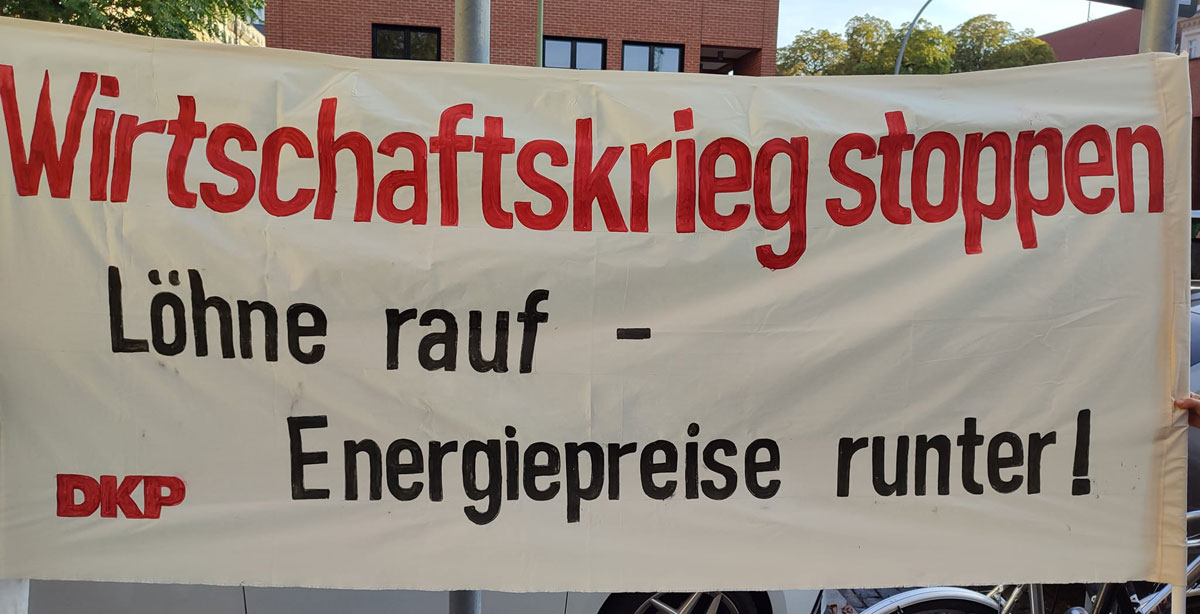 Wirtschaftskrieg stoppen
Löhne rauf -
Energiepreise runter!
DKP